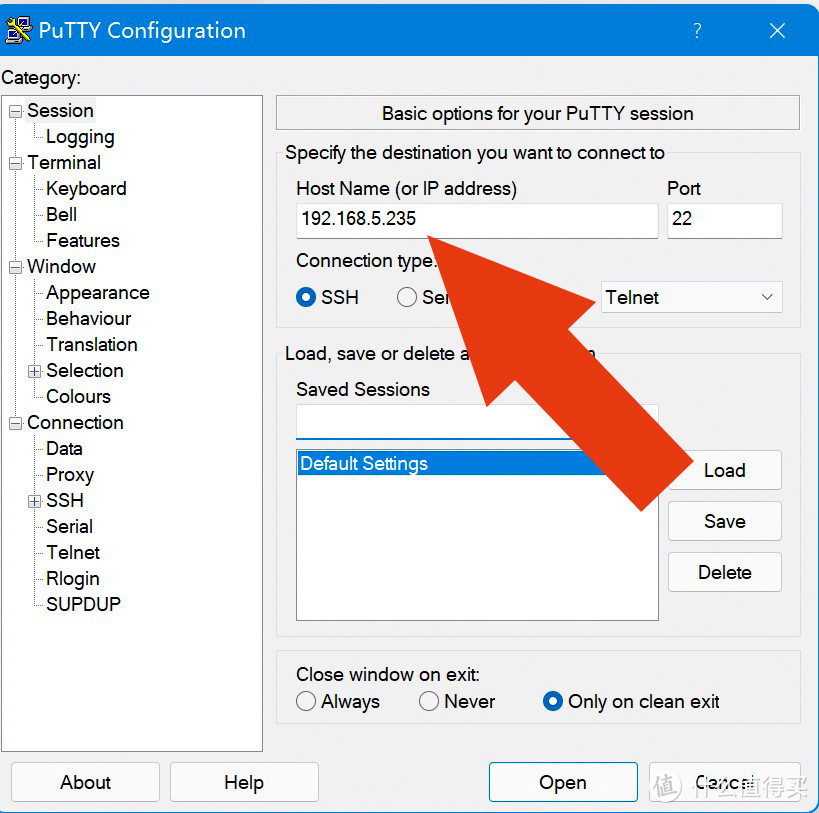 PuTTY Configuration
?
Category:
Session
Logging
Terminal
Keyboard
Bell
Features
Window
Appearance
Behaviour
Translation
Selection
Colours
Connection
Data
Proxy
SSH
Serial
Telnet
Rlogin
SUPDUP
Basic options for your PuTTY session
Specify the destination you want to connect to
Host Name (or IP address) Port
192.168.5.235 22
Connection type:
SSH Telnet
Load, save or delete
Saved Sessions
Default Settings
Load
Save
Delete
Close window on exit:
Always Never Only on clean exit
About Help Open Cancel
值 什么值得买